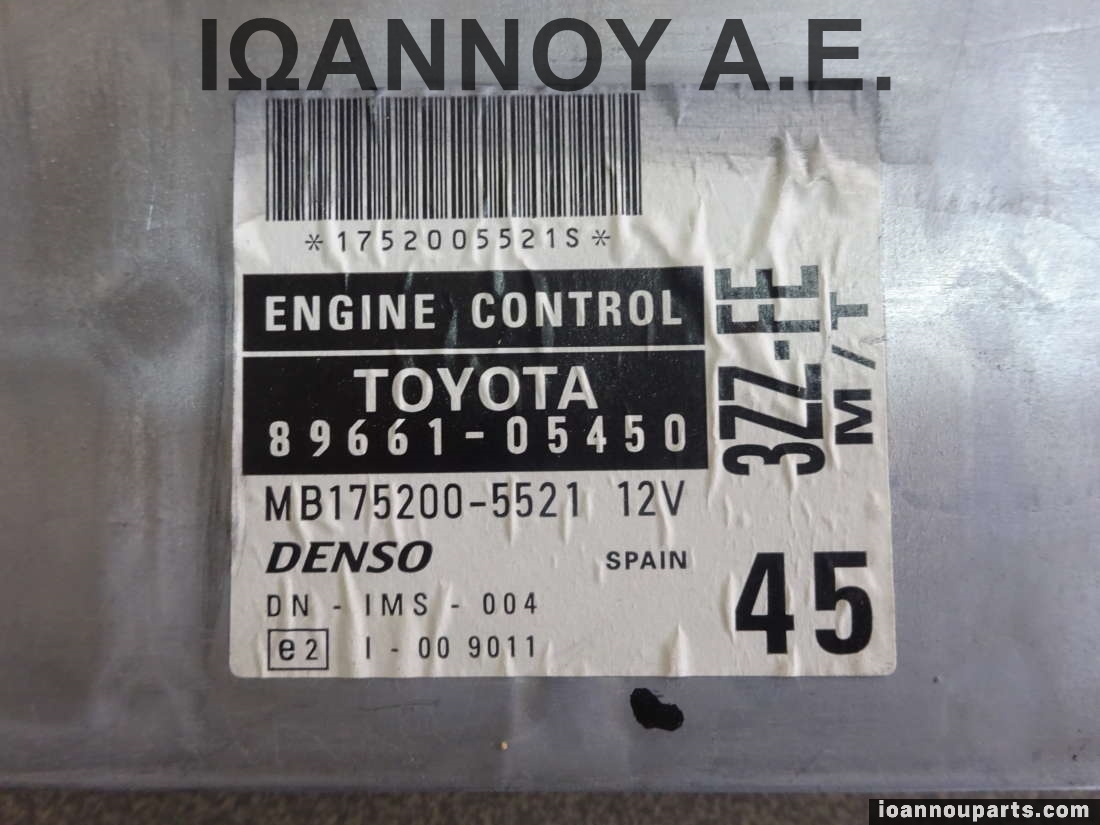 ΙΩΑΝΝΟΥ Α.Ε.
*1752005521S*
ENGINE CONTROL
TOYOTA
89661-05450
MB175200-5521 12V
DENSO SPAIN
DN - IMS - 004
e2 I - 00 9011
3ZZ-FE
M/T
45
ioannouparts.com